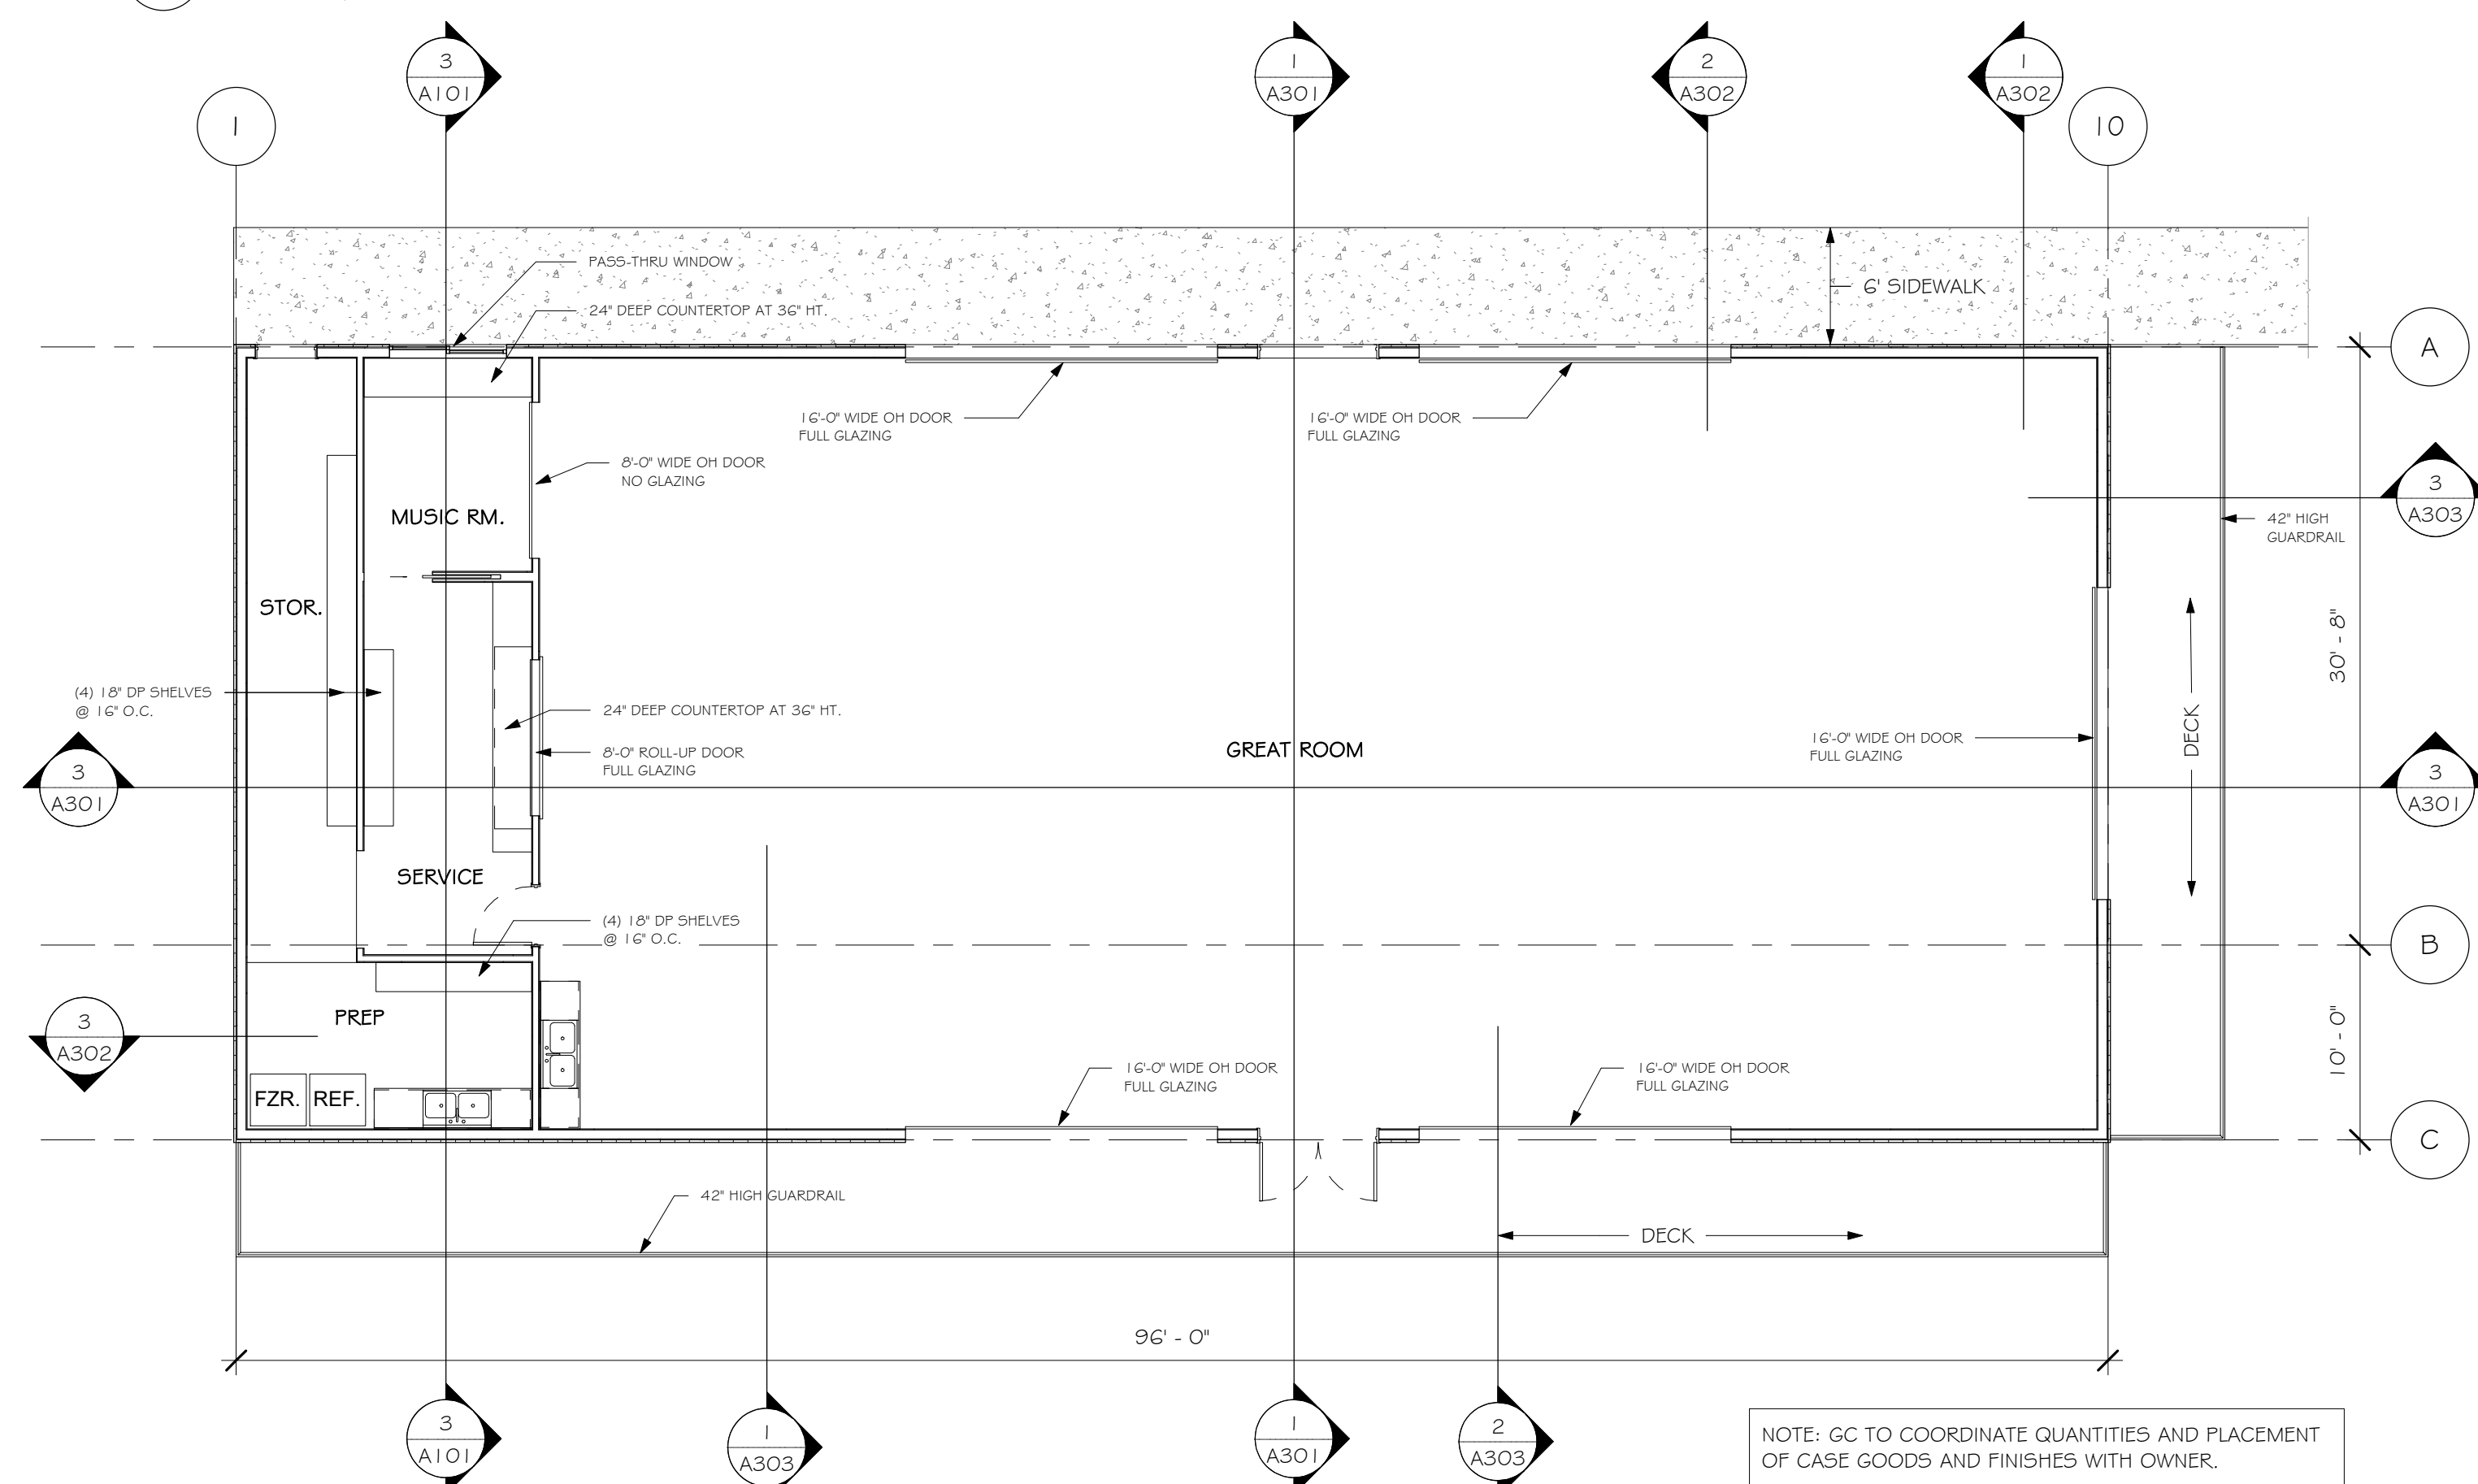 3
A101
1
A301
2
A302
1
A302
1
10
PASS-THRU WINDOW
6' SIDEWALK
24" DEEP COUNTERTOP AT 36" HT.
A
16'-0" WIDE OH DOOR
FULL GLAZING
16'-0" WIDE OH DOOR
FULL GLAZING
8'-0" WIDE OH DOOR
NO GLAZING
3
A303
MUSIC RM.
42" HIGH
GUARDRAIL
STOR.
30' - 8"
(4) 18" DP SHELVES
@ 16" O.C.
24" DEEP COUNTERTOP AT 36" HT.
8'-0" ROLL-UP DOOR
FULL GLAZING
GREAT ROOM
16'-0" WIDE OH DOOR
FULL GLAZING
DECK
3
A301
3
A301
SERVICE
(4) 18" DP SHELVES
@ 16" O.C.
B
PREP
3
A302
10' - 0"
16'-0" WIDE OH DOOR
FULL GLAZING
16'-0" WIDE OH DOOR
FULL GLAZING
FZR.
REF.
C
42" HIGH GUARDRAIL
DECK
96' - 0"
3
A101
1
A303
1
A301
2
A303
NOTE: GC TO COORDINATE QUANTITIES AND PLACEMENT
OF CASE GOODS AND FINISHES WITH OWNER.